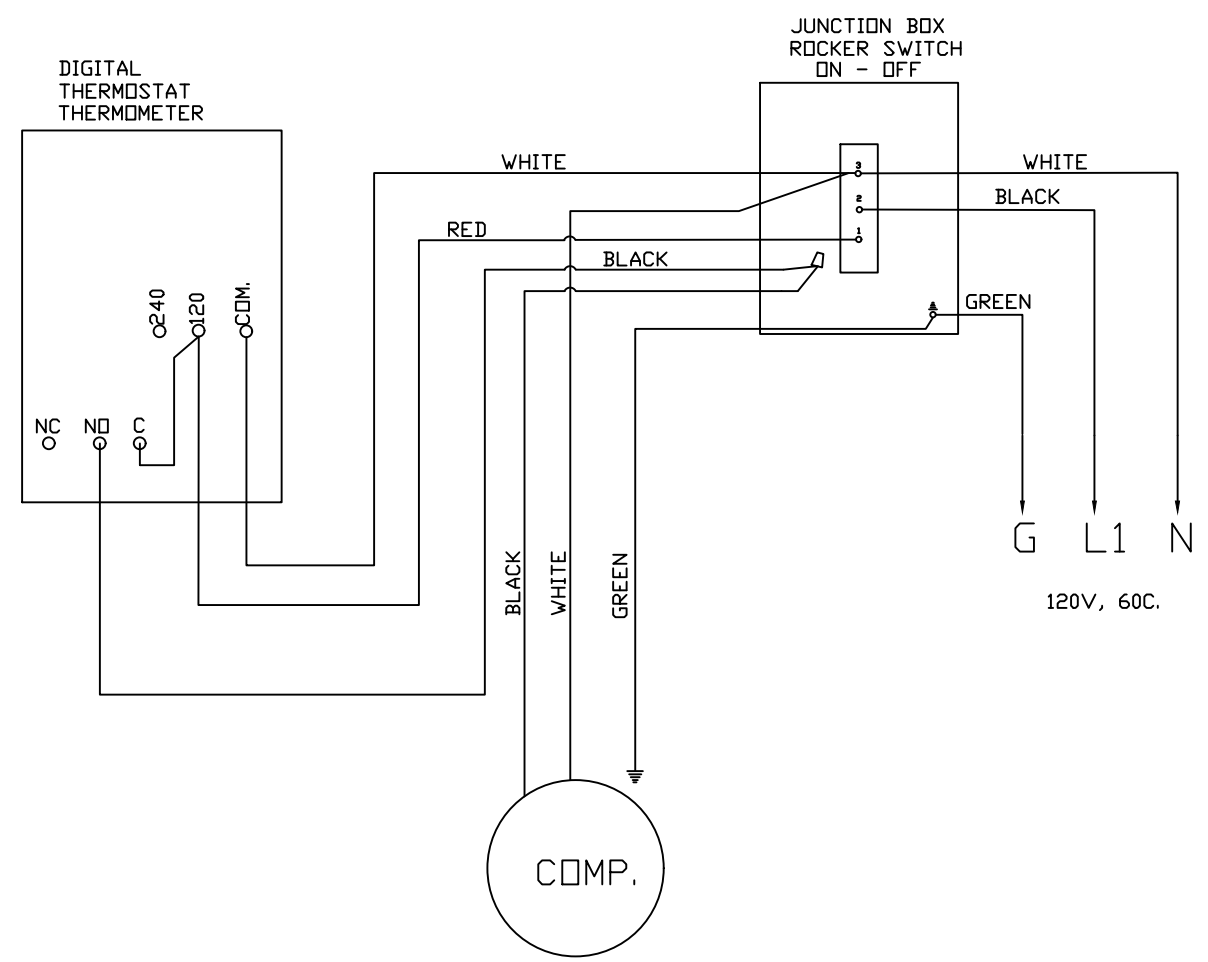 JUNCTION BOX
ROCKER SWITCH
ON - OFF
DIGITAL
THERMOSTAT
THERMOMETER
WHITE
3
WHITE
2
BLACK
RED
1
BLACK
240
120
COM.
GREEN
NC
NO
C
G
L1
N
BLACK
WHITE
GREEN
120V, 60C.
COMP.